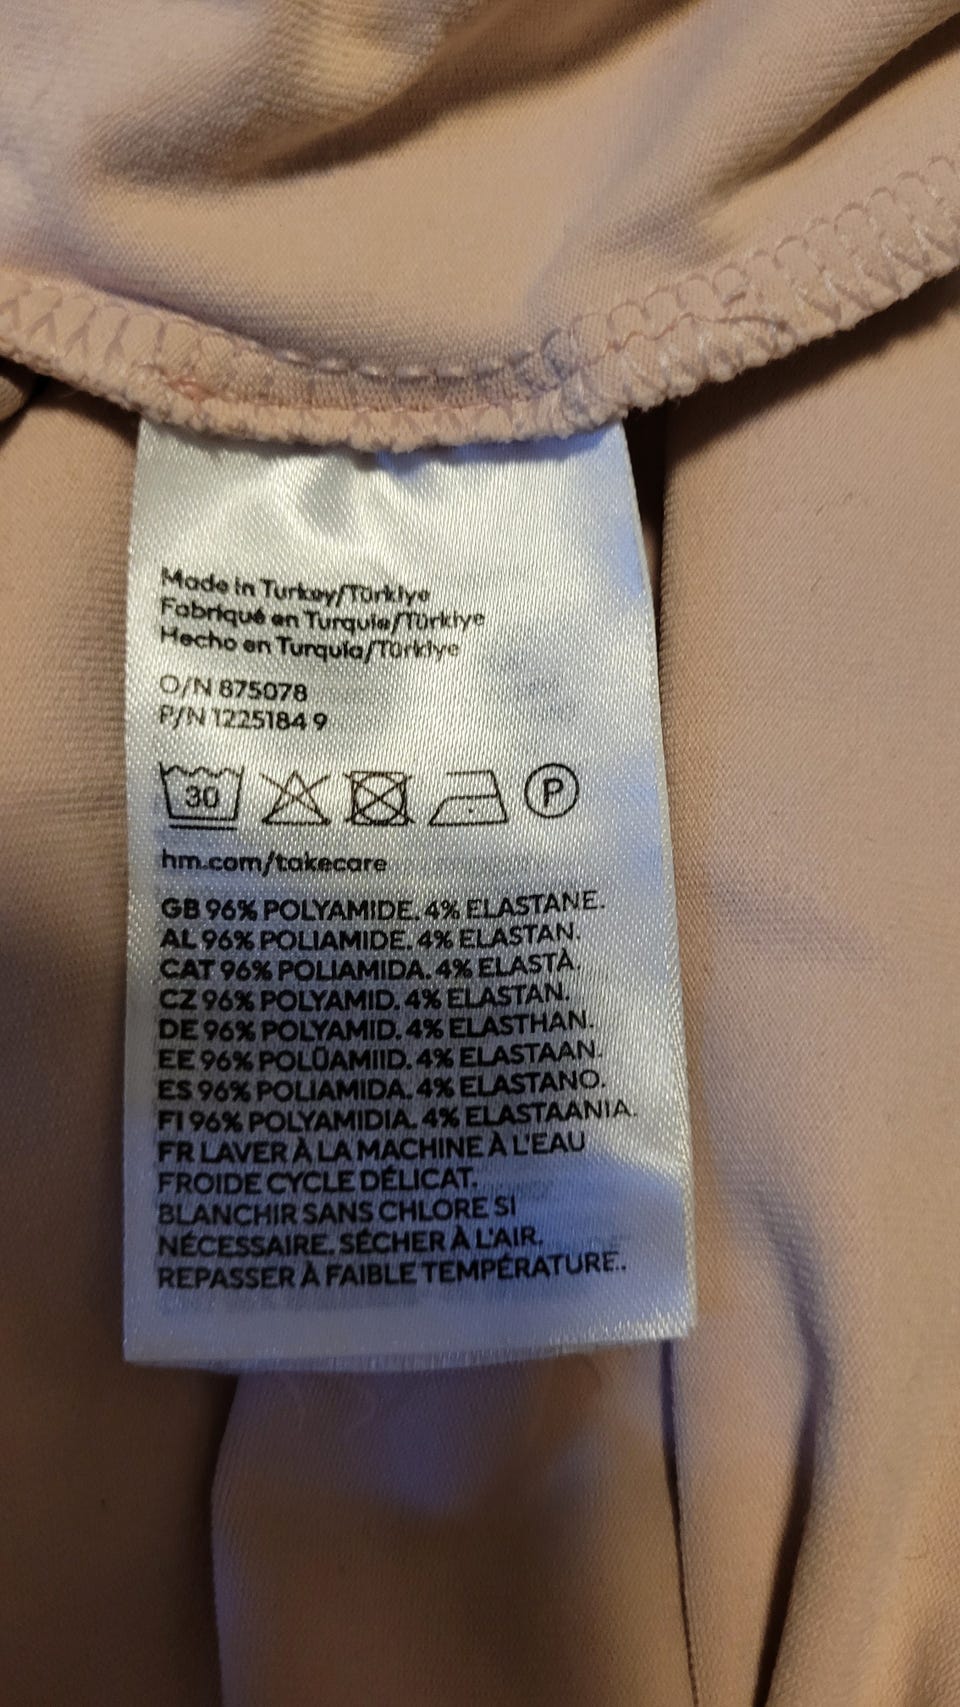 Made in Turkey/Türkiye
Fabriqué en Turquie/Türkiye
Hecho en Turquía/Türkiye
O/N 875078
P/N 1225184 9
30
P
hm.com/takecare
GB 96% POLYAMIDE. 4% ELASTANE.
AL 96% POLIAMIDE. 4% ELASTAN.
CAT 96% POLIAMIDA. 4% ELASTÀ.
CZ 96% POLYAMID. 4% ELASTAN.
DE 96% POLYAMID. 4% ELASTHAN.
EE 96% POLÜAMIID. 4% ELASTAAN.
ES 96% POLIAMIDA. 4% ELASTANO.
FI 96% POLYAMIDIA. 4% ELASTAANIA.
FR LAVER À LA MACHINE À L'EAU
FROIDE CYCLE DÉLICAT.
BLANCHIR SANS CHLORE SI
NÉCESSAIRE. SÉCHER À L'AIR.
REPASSER À FAIBLE TEMPÉRATURE..